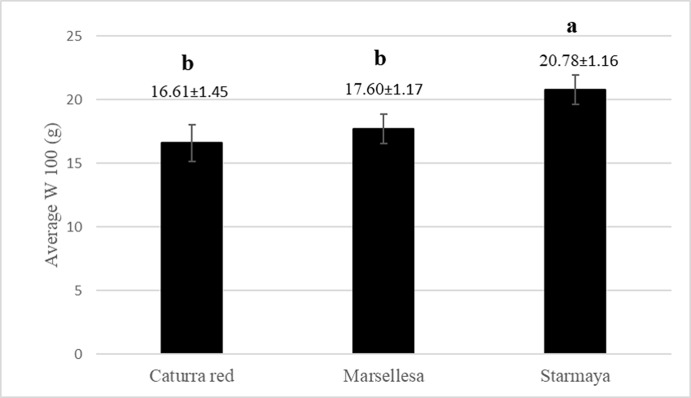 25
20
15
10
5
0
Average W 100 (g)
b
16.61±1.45
b
17.60±1.17
a
20.78±1.16
Caturra red
Marsellesa
Starmaya